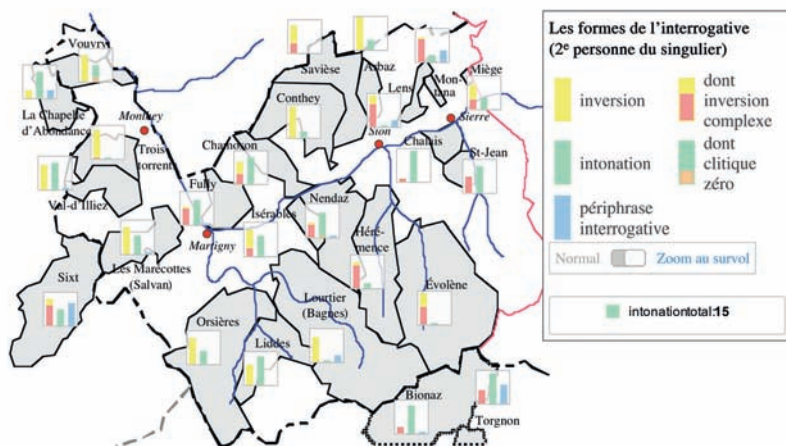 Vouvry
La Chapelle
d'Abondance
Monthey
Trois-
torrent
Val-d'Illiez
Savièse
Arbaz
Conthey
Lens
Mon-
tana
Miège
Sion
Sierre
Chalais
St-Jean
Chamoson
Fully
Isérables
Nendaz
Héré-
mence
Évolène
Martigny
Les Marécottes
(Salvan)
Sixt
Orsières
Liddes
Lourtier
(Bagnes)
Bionaz
Torgnon
Les formes de l'interrogative
(2e personne du singulier)
inversion
dont
inversion
complexe
intonation
dont
clitique
zéro
périphrase
interrogative
Normal
Zoom au survol
intonationtotal:15